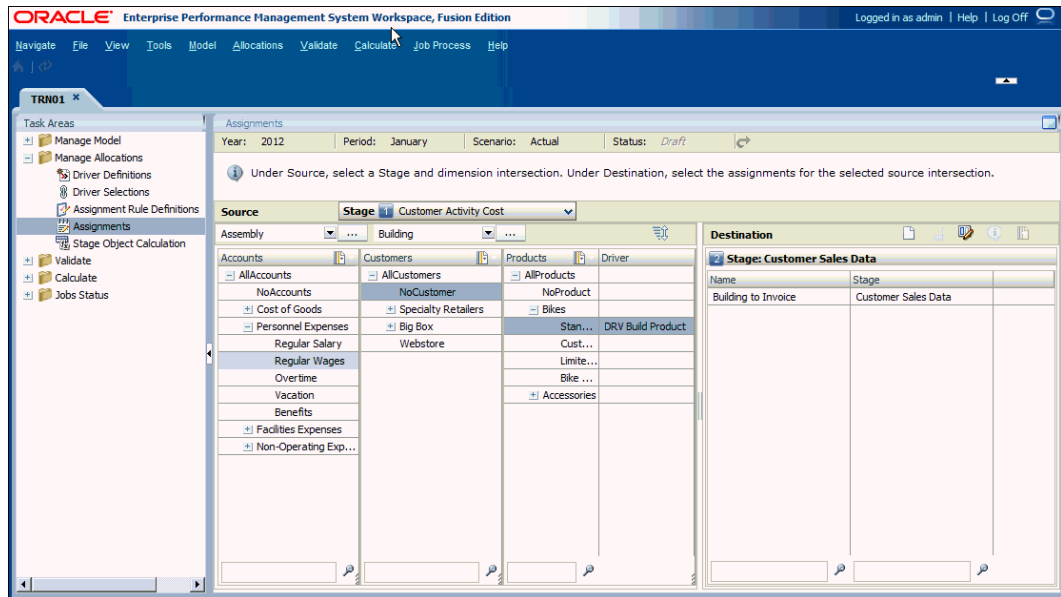 ORACLE Enterprise Performance Management System Workspace, Fusion Edition
Logged in as admin | Help | Log Off
Navigate File View Tools Model Allocations Validate Calculate Job Process Help
TRN01 ×
Task Areas
Manage Model
Manage Allocations
Driver Definitions
Driver Selections
Assignment Rule Definitions
Assignments
Stage Object Calculation
Validate
Calculate
Jobs Status
Assignments
Year: 2012 Period: January Scenario: Actual Status: Draft
Under Source, select a Stage and dimension intersection. Under Destination, select the assignments for the selected source intersection.
Source Stage 1 Customer Activity Cost
Assembly ... Building ...
Accounts Customers Products Driver
AllAccounts AllCustomers AllProducts
NoAccounts NoCustomer NoProduct
Cost of Goods Specialty Retailers Bikes
Personnel Expenses Big Box Stan... DRV Build Product
Regular Salary Webstore Cust...
Regular Wages Limite...
Overtime Bike ...
Vacation Accessories
Benefits
Facilities Expenses
Non-Operating Exp...
Destination
2 Stage: Customer Sales Data
Name Stage
Building to Invoice Customer Sales Data